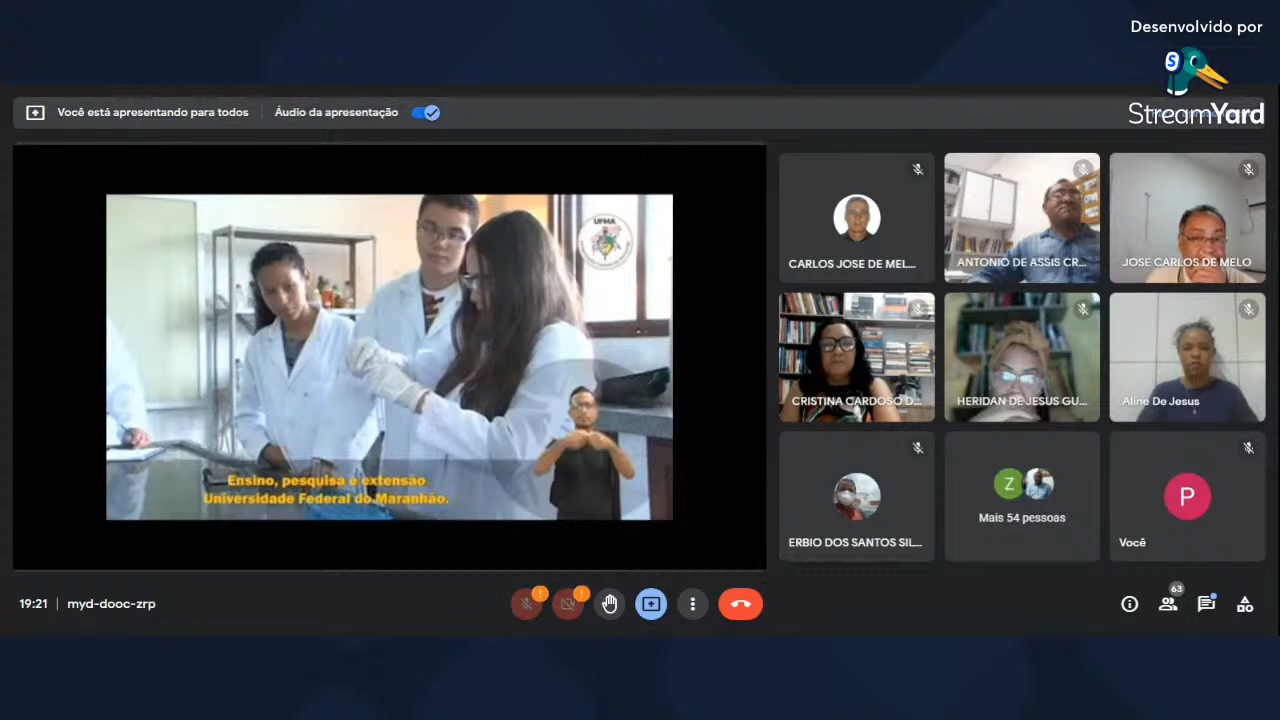 Desenvolvido por
StreamYard
Você está apresentando para todos
Áudio da apresentação
UFMA
Ensino, pesquisa e extensão
Universidade Federal do Maranhão.
CARLOS JOSE DE MEL...
ANTONIO DE ASSIS CR...
JOSE CARLOS DE MELO
CRISTINA CARDOSO D...
HERIDAN DE JESUS GU...
Aline De Jesus
ERBIO DOS SANTOS SIL...
Z
Mais 54 pessoas
P
Você
19:21
myd-dooc-zrp
63